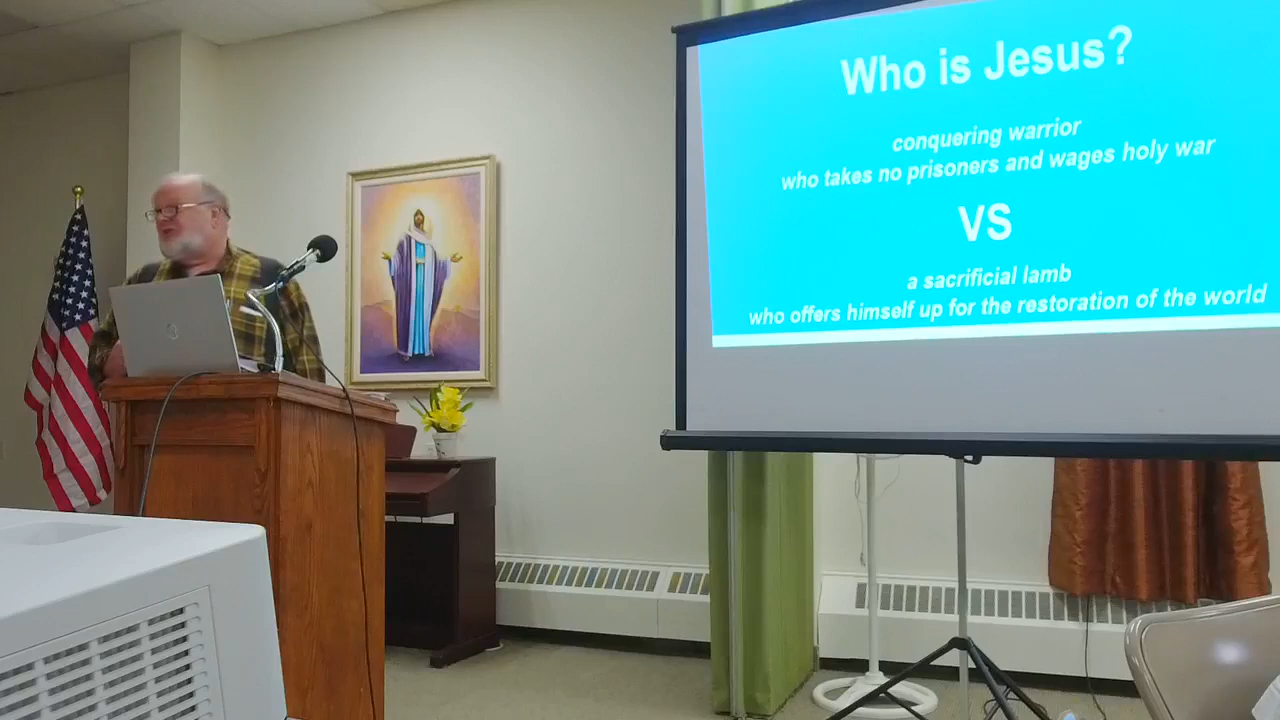 Who is Jesus?
conquering warrior
who takes no prisoners and wages holy war
VS
a sacrificial lamb
who offers himself up for the restoration of the world